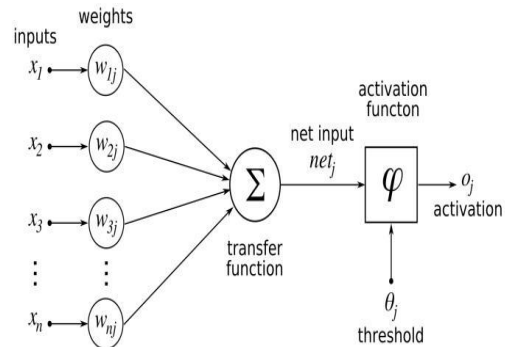 weights
inputs
x1 w1j
activation
functon
x2 w2j
net input
netj
Σ
φ
oj
activation
x3 w3j
transfer
function
⋮ ⋮
θj
xn wnj
threshold